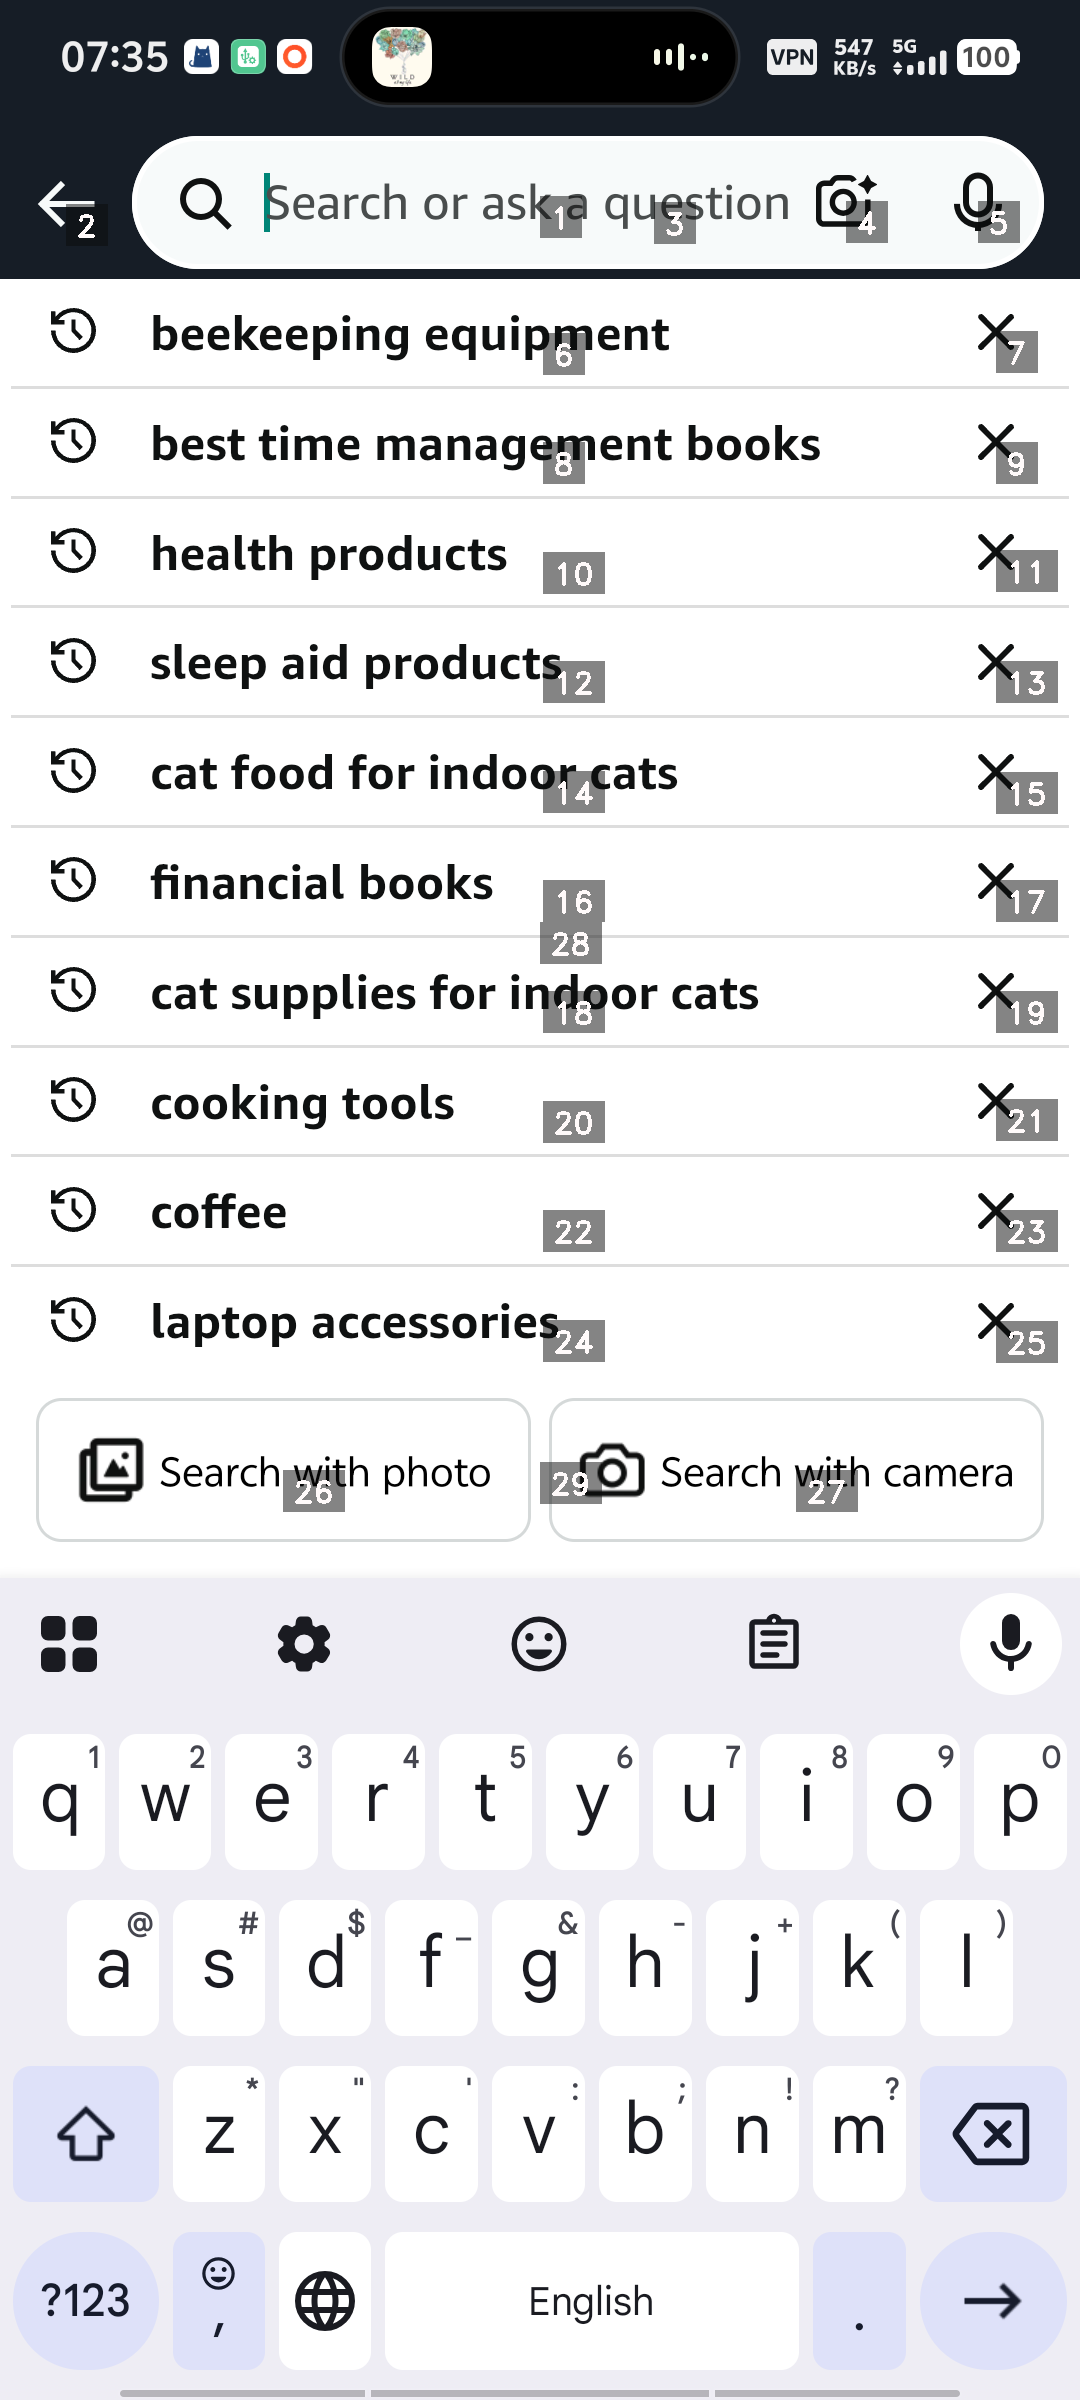 07:35
WILD
VPN
547 KB/s
5G
100
Search or ask a question
1
2
3
4
5
beekeeping equipment
6
7
best time management books
8
9
health products
10
11
sleep aid products
12
13
cat food for indoor cats
14
15
financial books
16
17
28
cat supplies for indoor cats
18
19
cooking tools
20
21
coffee
22
23
laptop accessories
24
25
Search with photo
26
29
Search with camera
27
1 2 3 4 5 6 7 8 9 0
q w e r t y u i o p
@ # $ _ & - + ( )
a s d f g h j k l
* " ' : ; ! ?
z x c v b n m
?123 , English .